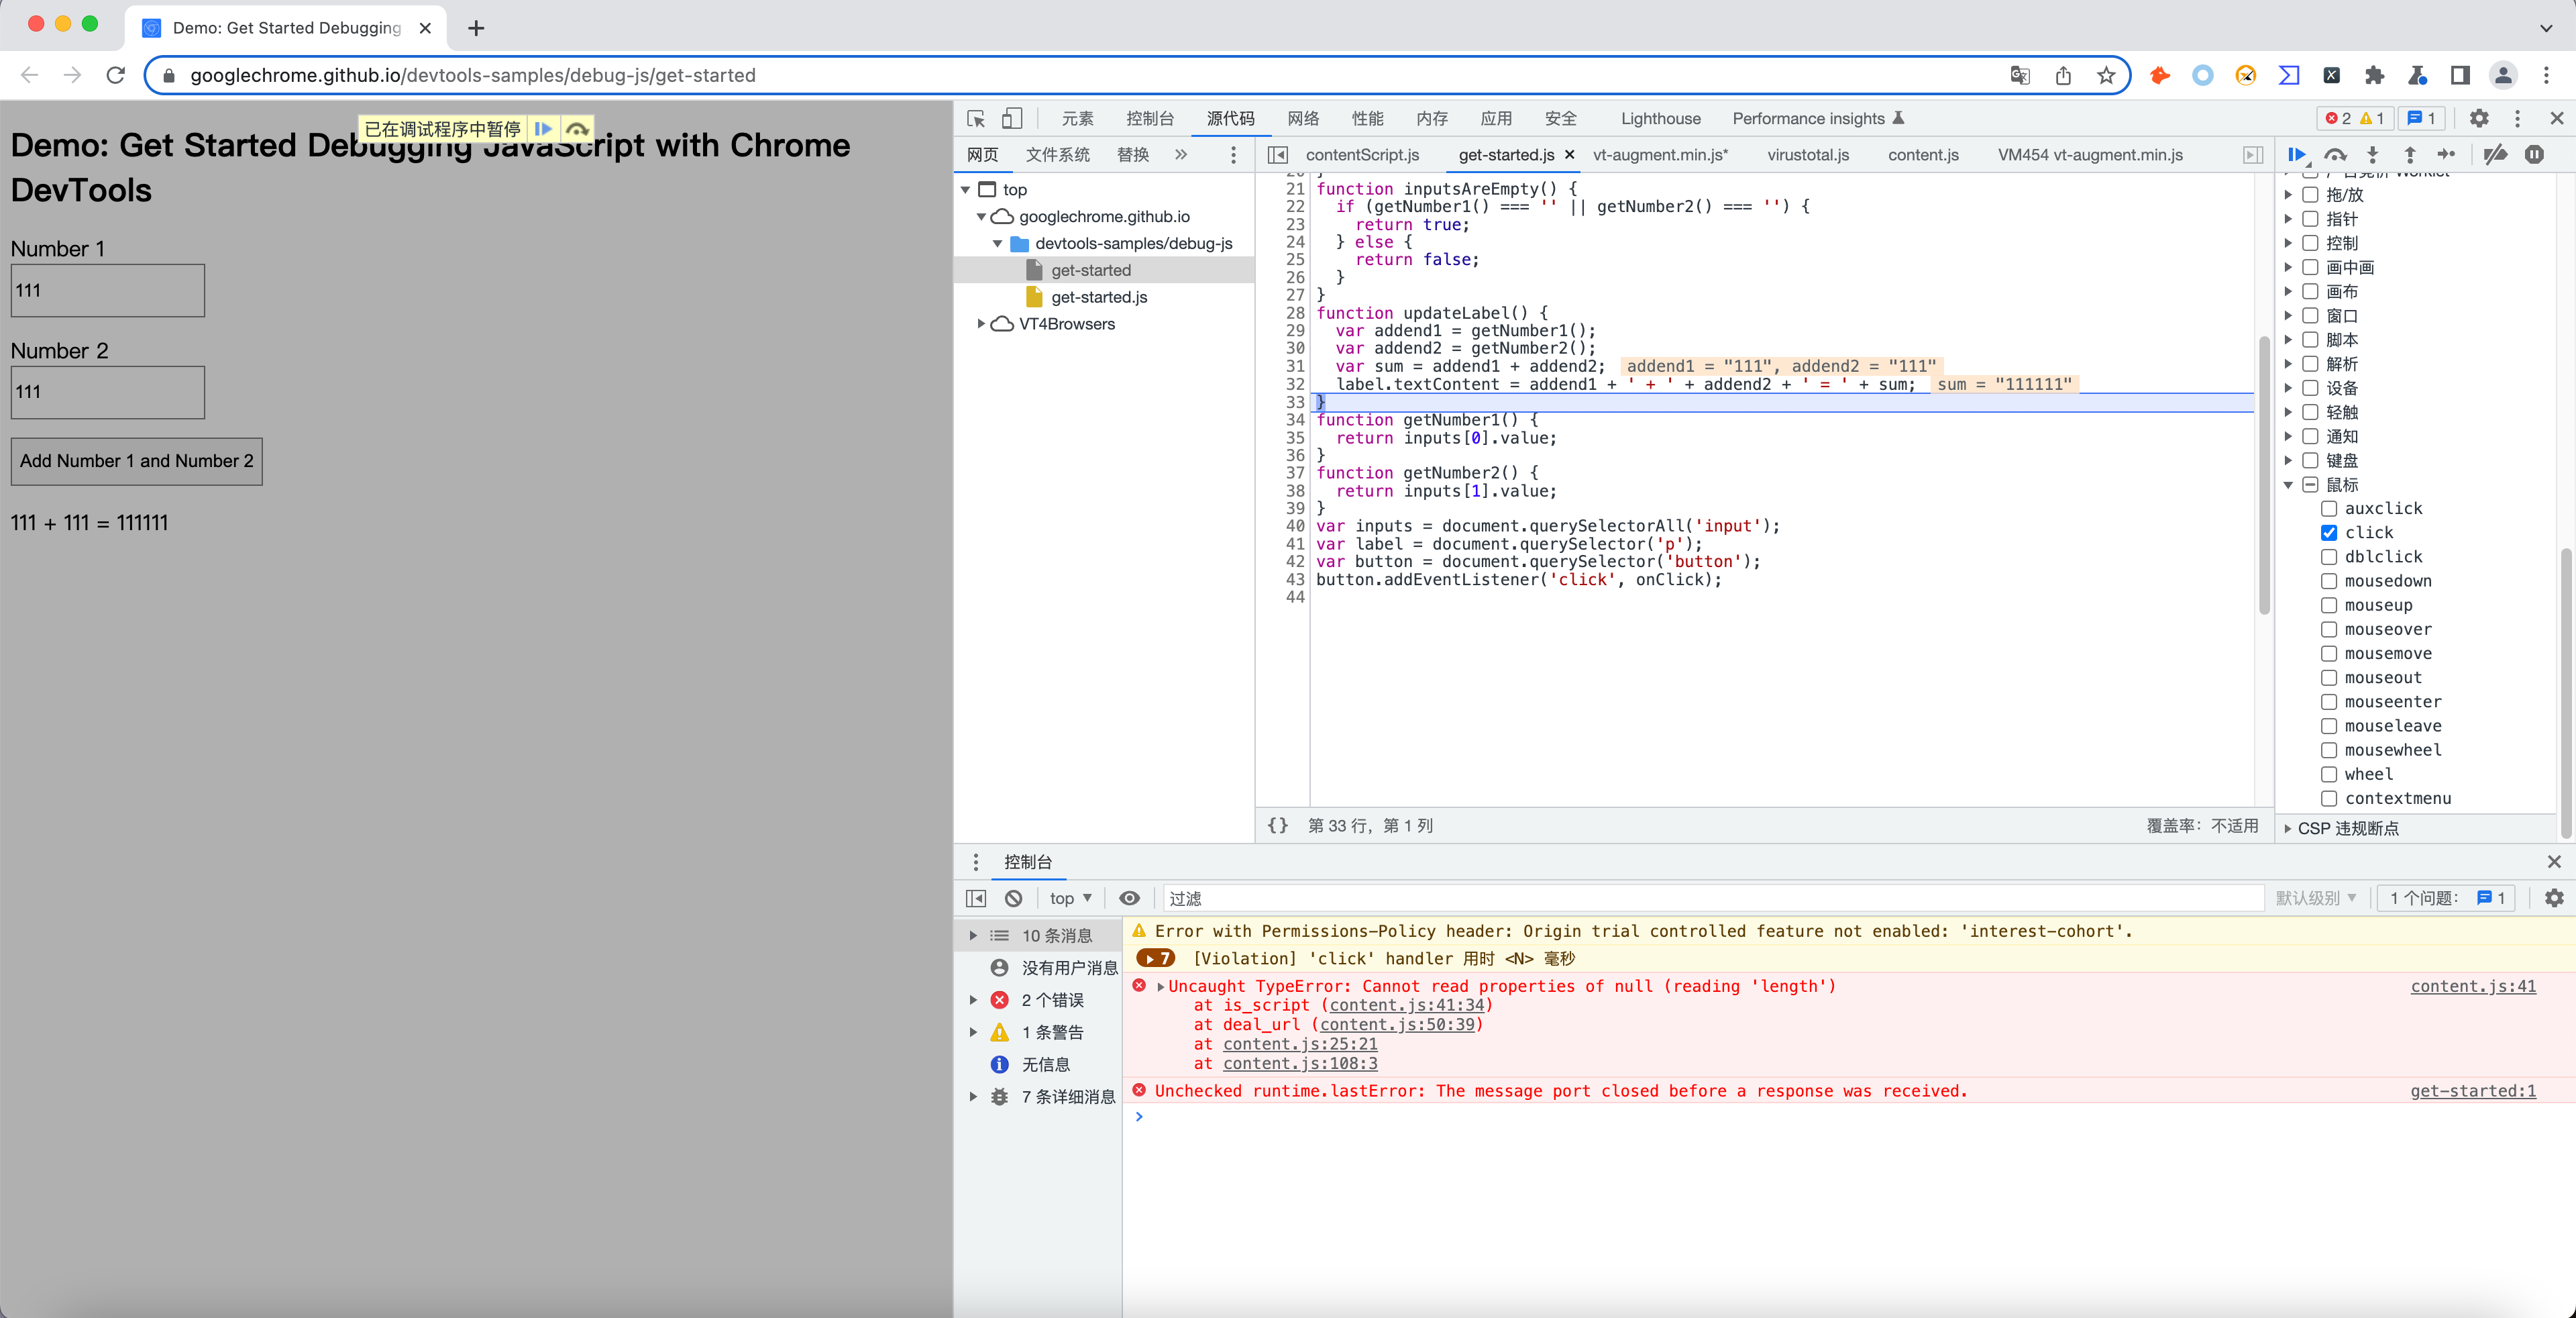 Demo: Get Started Debugging
googlechrome.github.io/devtools-samples/debug-js/get-started
已在调试程序中暂停
Demo: Get Started Debugging JavaScript with Chrome
DevTools
Number 1
111
Number 2
111
Add Number 1 and Number 2
111 + 111 = 111111
元素 控制台 源代码 网络 性能 内存 应用 安全 Lighthouse Performance insights 2 1 1
网页 文件系统 替换 »
top
googlechrome.github.io
devtools-samples/debug-js
get-started
get-started.js
VT4Browsers
contentScript.js get-started.js vt-augment.min.js* virustotal.js content.js VM454 vt-augment.min.js
21 function inputsAreEmpty() {
22 if (getNumber1() === '' || getNumber2() === '') {
23 return true;
24 } else {
25 return false;
26 }
27 }
28 function updateLabel() {
29 var addend1 = getNumber1();
30 var addend2 = getNumber2();
31 var sum = addend1 + addend2; addend1 = "111", addend2 = "111"
32 label.textContent = addend1 + ' + ' + addend2 + ' = ' + sum; sum = "111111"
33 }
34 function getNumber1() {
35 return inputs[0].value;
36 }
37 function getNumber2() {
38 return inputs[1].value;
39 }
40 var inputs = document.querySelectorAll('input');
41 var label = document.querySelector('p');
42 var button = document.querySelector('button');
43 button.addEventListener('click', onClick);
44
{} 第 33 行，第 1 列 覆盖率：不适用
拖/放
指针
控制
画中画
画布
窗口
脚本
解析
设备
轻触
通知
键盘
鼠标
auxclick
click
dblclick
mousedown
mouseup
mouseover
mousemove
mouseout
mouseenter
mouseleave
mousewheel
wheel
contextmenu
CSP 违规断点
控制台
top 过滤 默认级别 1 个问题： 1
10 条消息
没有用户消息
2 个错误
1 条警告
无信息
7 条详细消息
Error with Permissions-Policy header: Origin trial controlled feature not enabled: 'interest-cohort'.
7 [Violation] 'click' handler 用时 <N> 毫秒
Uncaught TypeError: Cannot read properties of null (reading 'length') content.js:41
at is_script (content.js:41:34)
at deal_url (content.js:50:39)
at content.js:25:21
at content.js:108:3
Unchecked runtime.lastError: The message port closed before a response was received. get-started:1